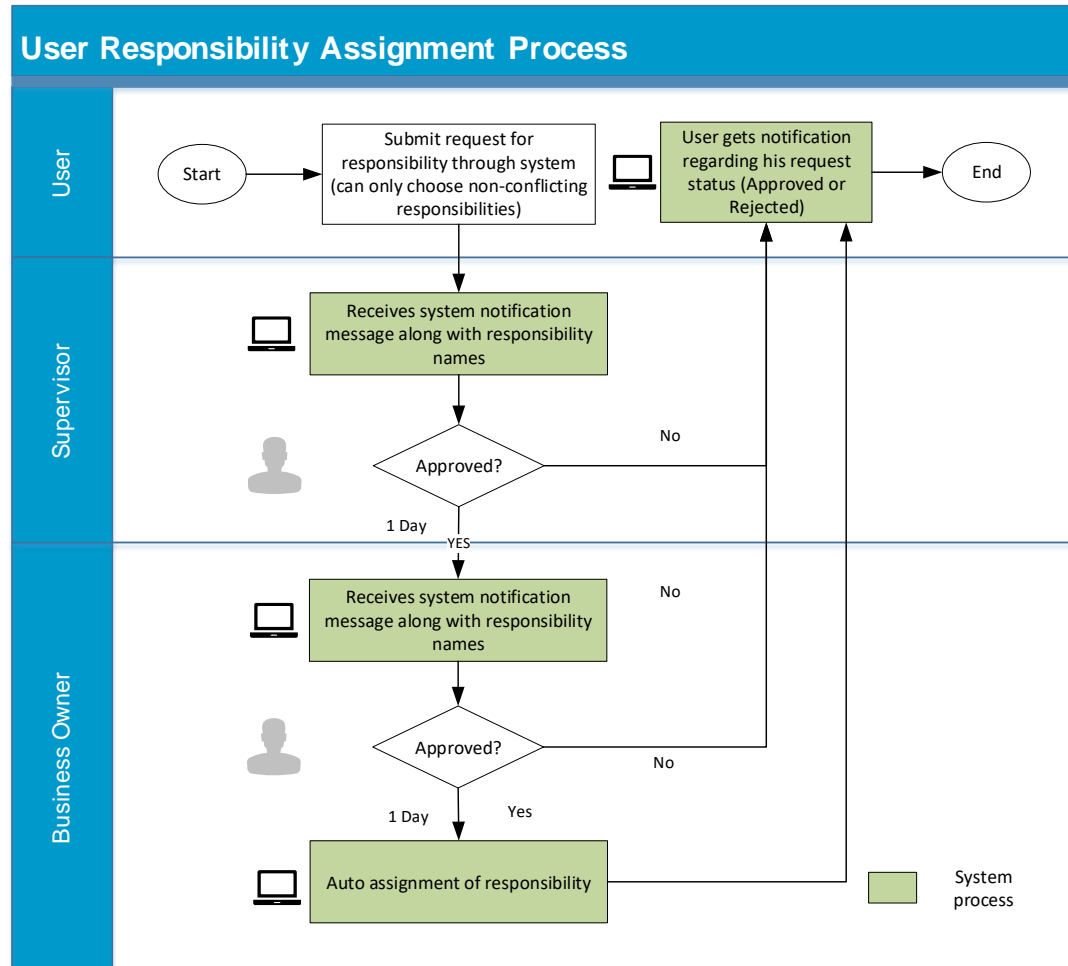 User Responsibility Assignment Process
User
Start
Submit request for
responsibility through system
(can only choose non-conflicting
responsibilities)
User gets notification
regarding his request
status (Approved or
Rejected)
End
Supervisor
Receives system notification
message along with responsibility
names
Approved?
No
1 Day
YES
Business Owner
Receives system notification
message along with responsibility
names
No
Approved?
No
1 Day
Yes
Auto assignment of responsibility
System
process